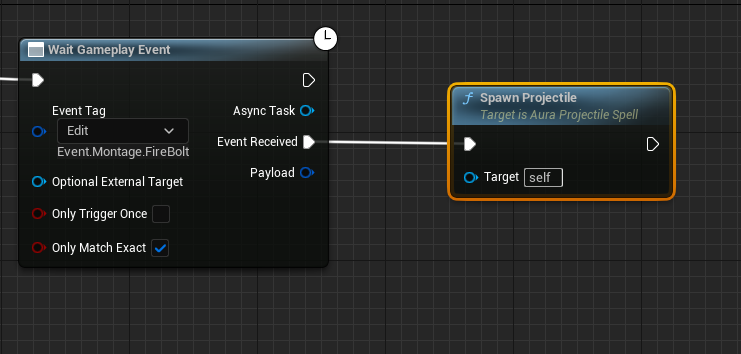 Wait Gameplay Event
Event Tag
Edit
Event.Montage.FireBolt
Optional External Target
Only Trigger Once
Only Match Exact
Async Task
Event Received
Payload
f Spawn Projectile
Target is Aura Projectile Spell
Target self